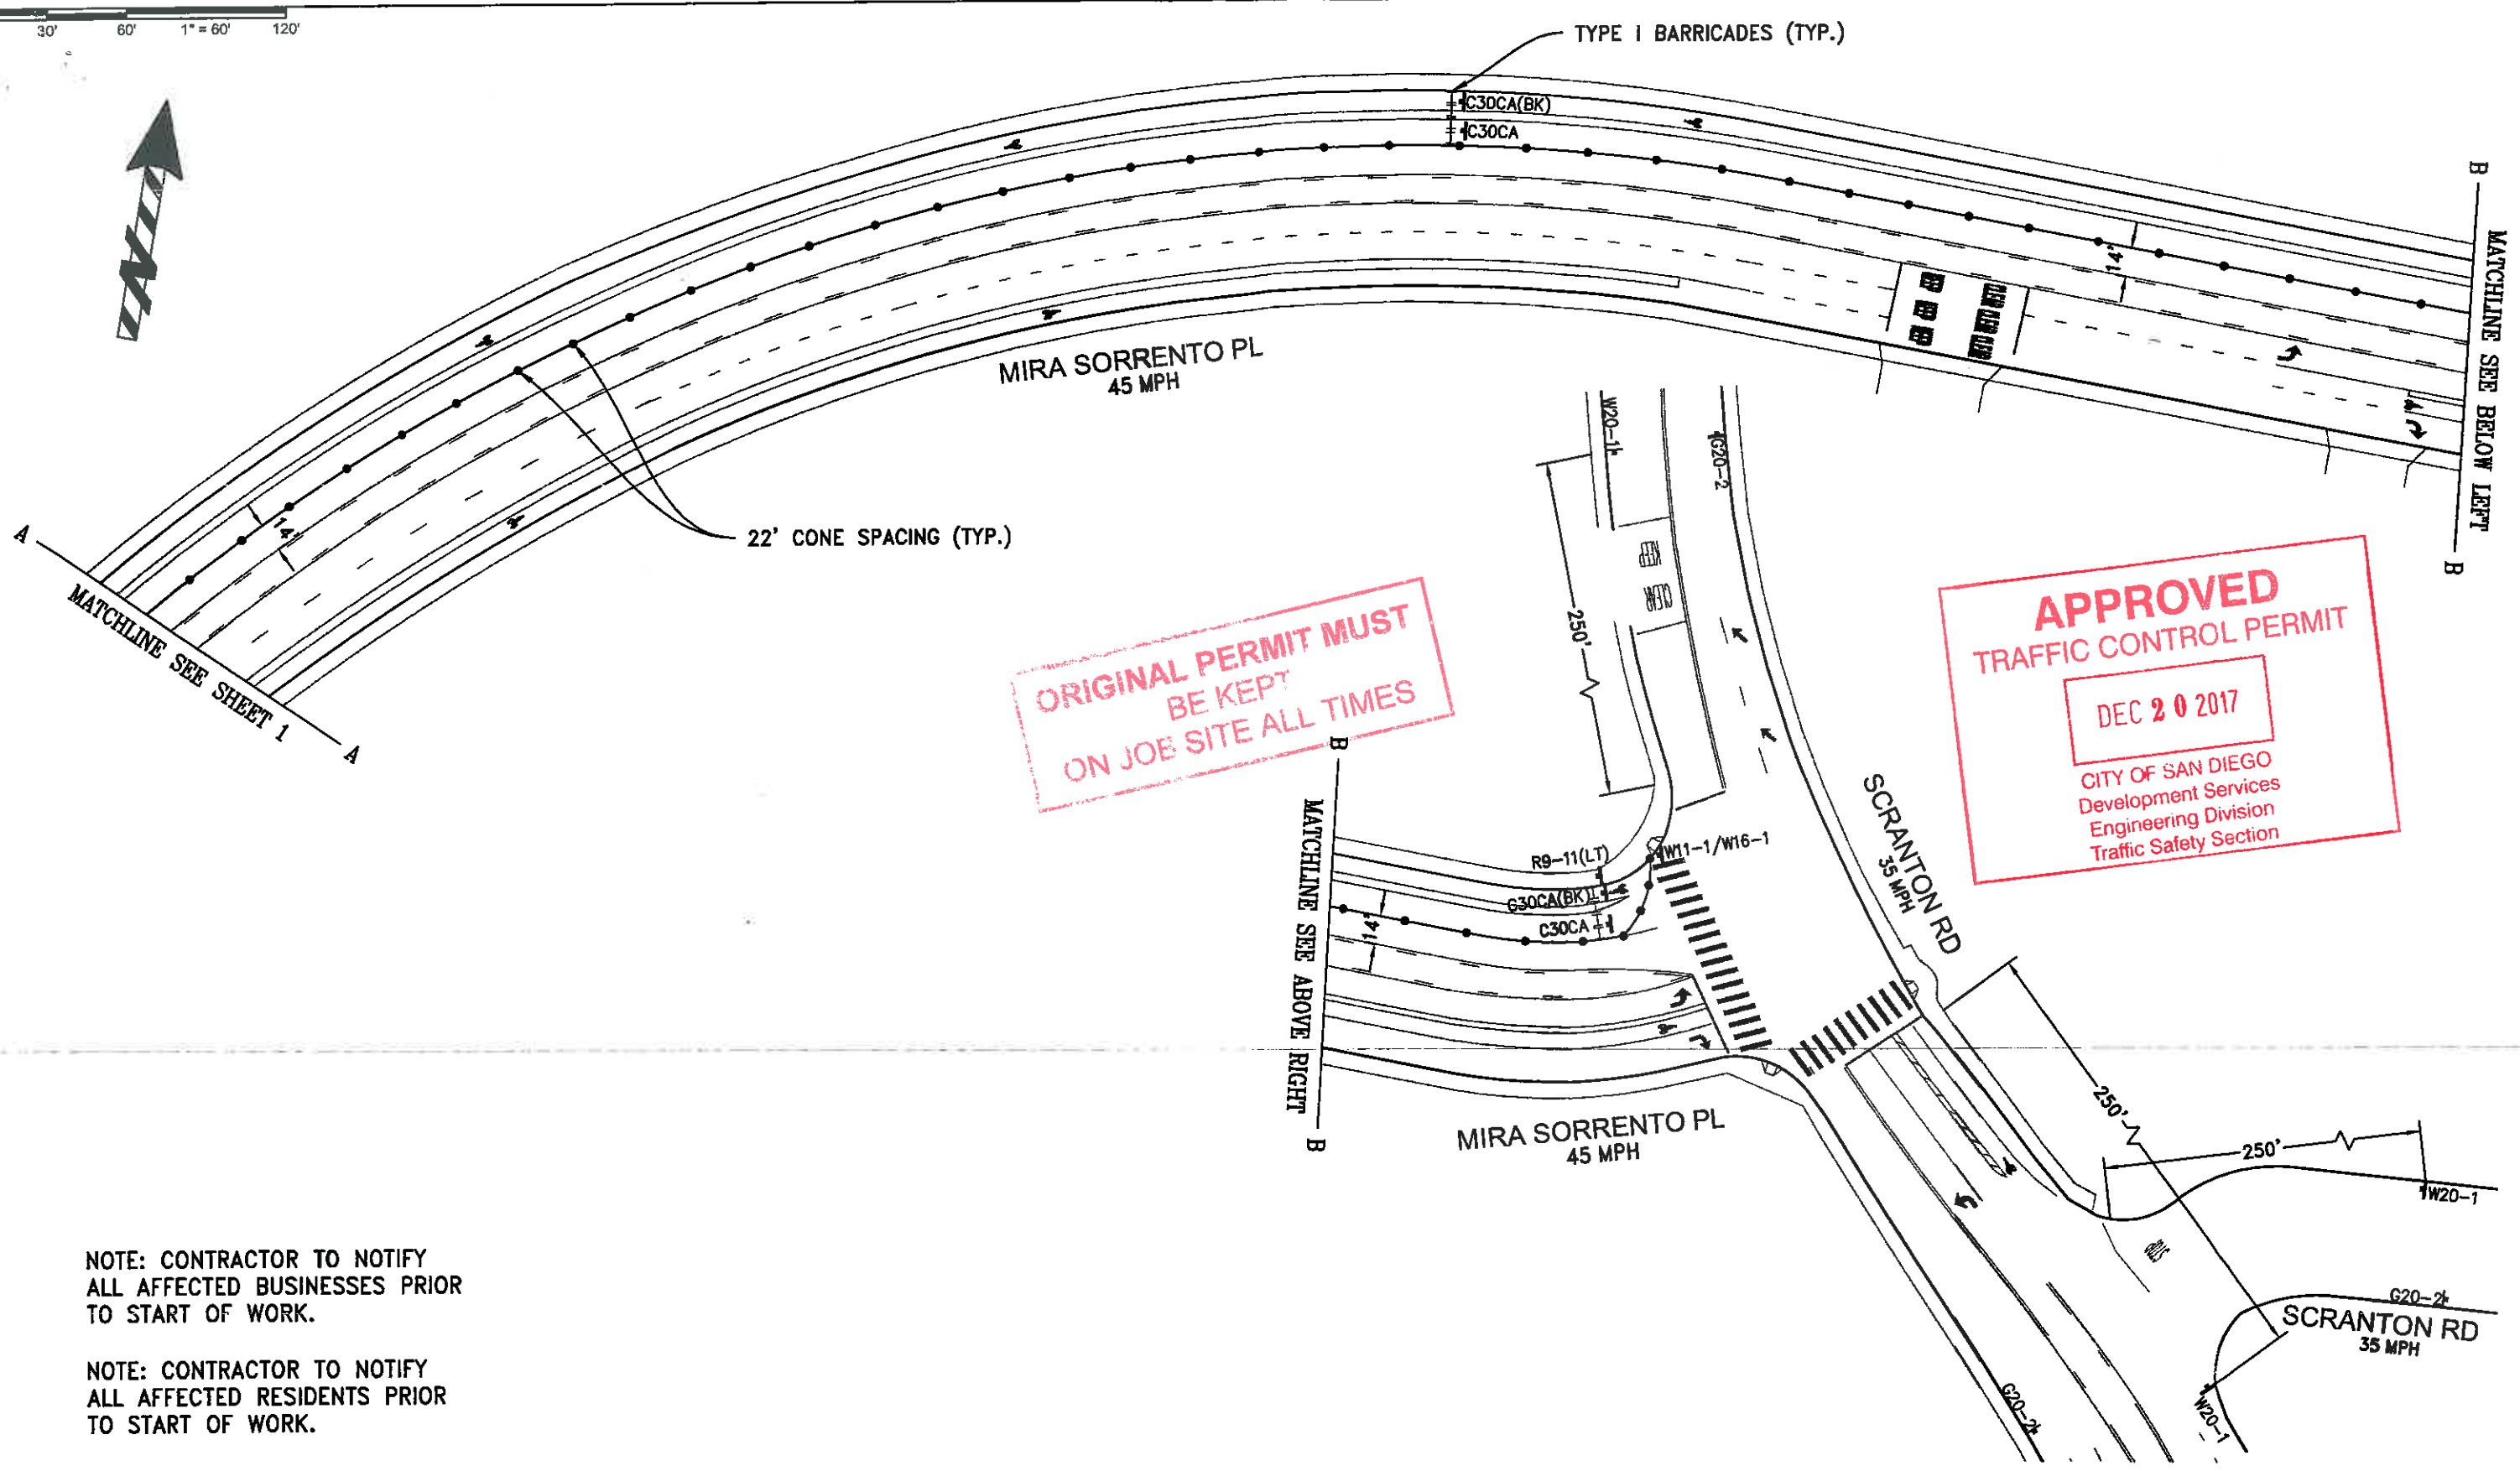 30' 60' 1" = 60' 120'
TYPE I BARRICADES (TYP.)
C30CA(BK)
C30CA
B
MATCHLINE SEE BELOW LEFT
B
14'
MIRA SORRENTO PL
45 MPH
22' CONE SPACING (TYP.)
14'
A
MATCHLINE SEE SHEET 1
A
W20-1
G20-2
250'
KEEP
CLEAR
ORIGINAL PERMIT MUST
BE KEPT
ON JOB SITE ALL TIMES
APPROVED
TRAFFIC CONTROL PERMIT
DEC 20 2017
CITY OF SAN DIEGO
Development Services
Engineering Division
Traffic Safety Section
SCRANTON RD
35 MPH
B
MATCHLINE SEE ABOVE RIGHT
B
R9-11(LT)
W11-1/W16-1
G30CA(BK)
C30CA
14'
MIRA SORRENTO PL
45 MPH
250'
250'
W20-1
STOP
G20-2
SCRANTON RD
35 MPH
G20-2
W20-1
NOTE: CONTRACTOR TO NOTIFY
ALL AFFECTED BUSINESSES PRIOR
TO START OF WORK.
NOTE: CONTRACTOR TO NOTIFY
ALL AFFECTED RESIDENTS PRIOR
TO START OF WORK.